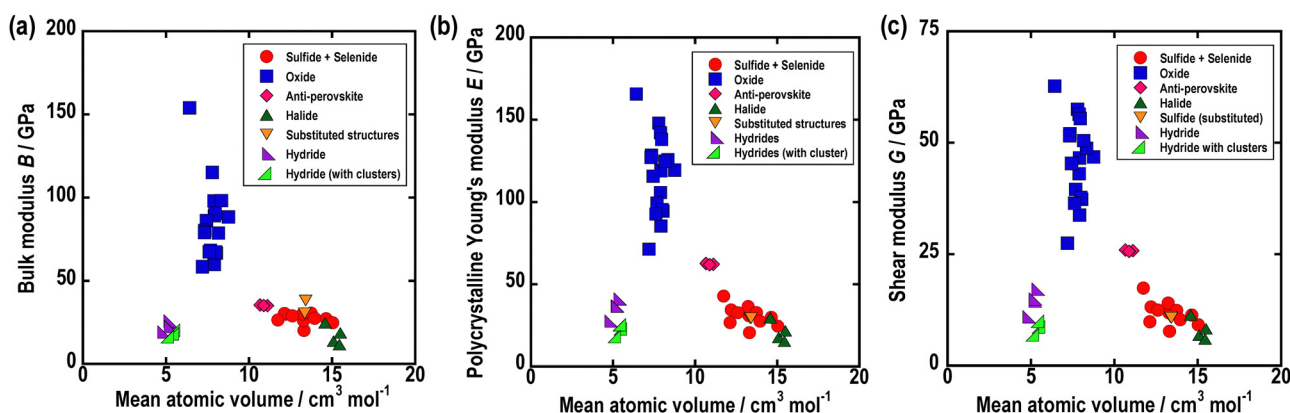 (a)
Bulk modulus B / GPa
200
150
100
50
0
0
5
10
15
20
Mean atomic volume / cm³ mol⁻¹
Sulfide + Selenide
Oxide
Anti-perovskite
Halide
Substituted structures
Hydride
Hydride (with clusters)
(b)
Polycrystalline Young's modulus E / GPa
200
150
100
50
0
0
5
10
15
20
Mean atomic volume / cm³ mol⁻¹
Sulfide + Selenide
Oxide
Anti-perovskite
Halide
Substituted structures
Hydrides
Hydrides (with cluster)
(c)
Shear modulus G / GPa
75
50
25
0
0
5
10
15
20
Mean atomic volume / cm³ mol⁻¹
Sulfide + Selenide
Oxide
Anti-perovskite
Halide
Sulfide (substituted)
Hydride
Hydride with clusters